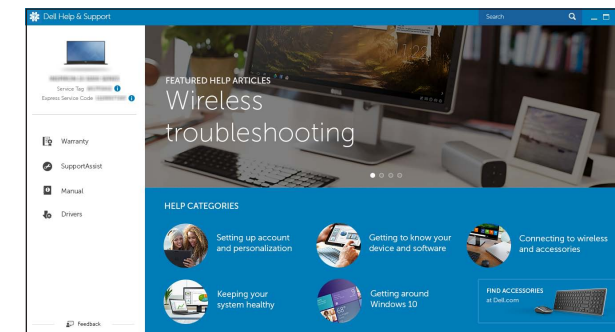 Dell Help & Support
Search
Service Tag
Express Service Code
Warranty
SupportAssist
Manual
Drivers
Feedback
FEATURED HELP ARTICLES
Wireless
troubleshooting
HELP CATEGORIES
Setting up account
and personalization
Getting to know your
device and software
Connecting to wireless
and accessories
Keeping your
system healthy
Getting around
Windows 10
FIND ACCESSORIES
at Dell.com